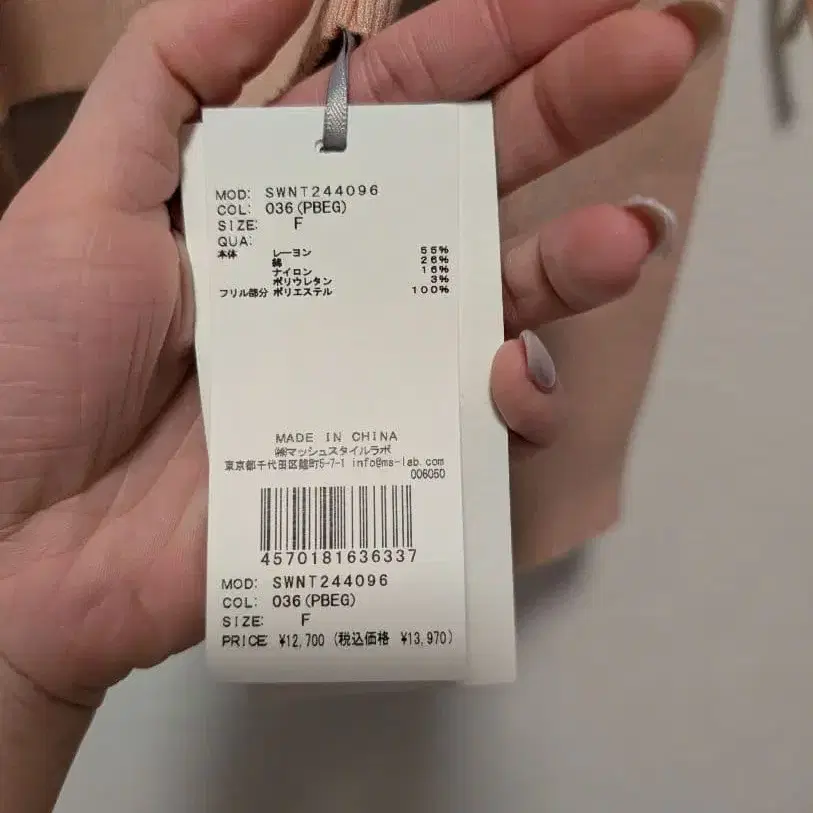 MOD: SWNT244096
COL: 036(PBEG)
SIZE: F
QUA:
本体 レーヨン 55%
綿 26%
ナイロン 16%
ポリウレタン 3%
フリル部分 ポリエステル 100%
MADE IN CHINA
㈱マッシュスタイルラボ
東京都千代田区麹町5-7-1 info@ms-lab.com
006050
4570181636337
MOD: SWNT244096
COL: 036(PBEG)
SIZE: F
PRICE ¥12,700 (税込価格 ¥13,970)